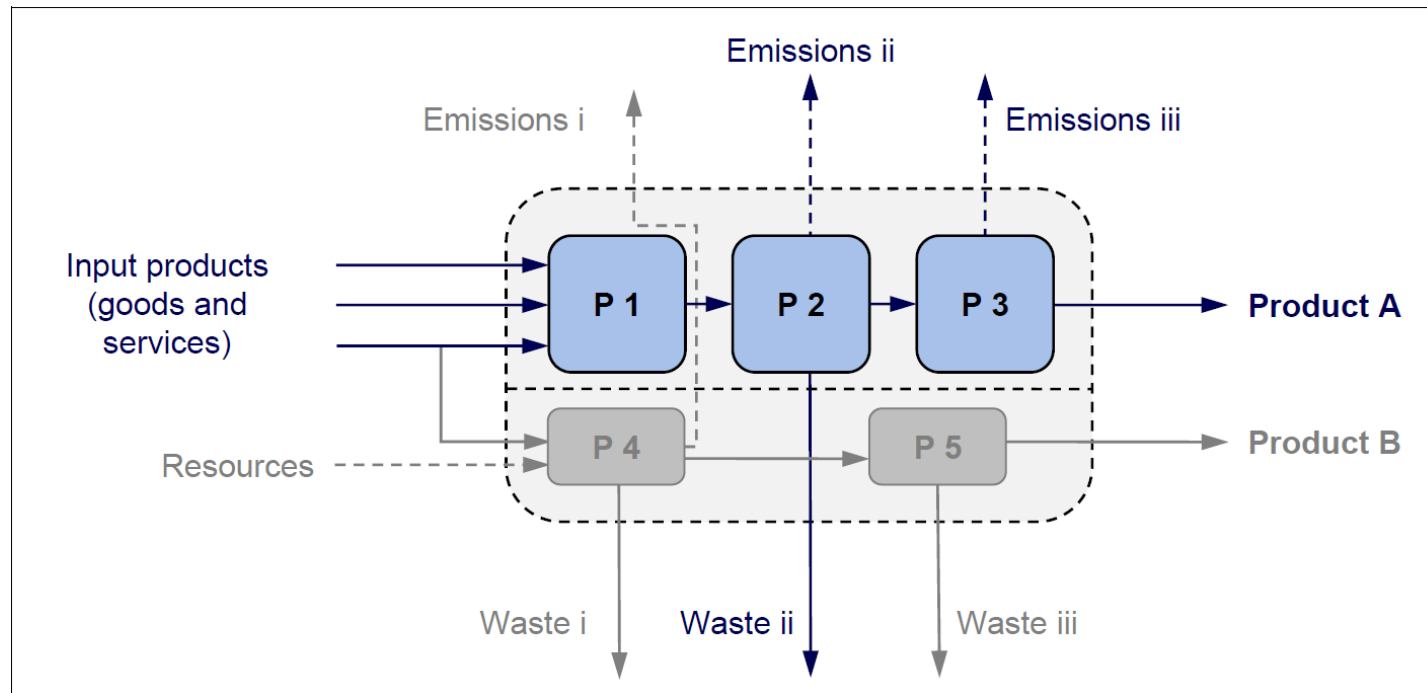 Emissions ii
Emissions i
Emissions iii
Input products
(goods and
services)
P 1
P 2
P 3
Product A
Resources
P 4
P 5
Product B
Waste i
Waste ii
Waste iii